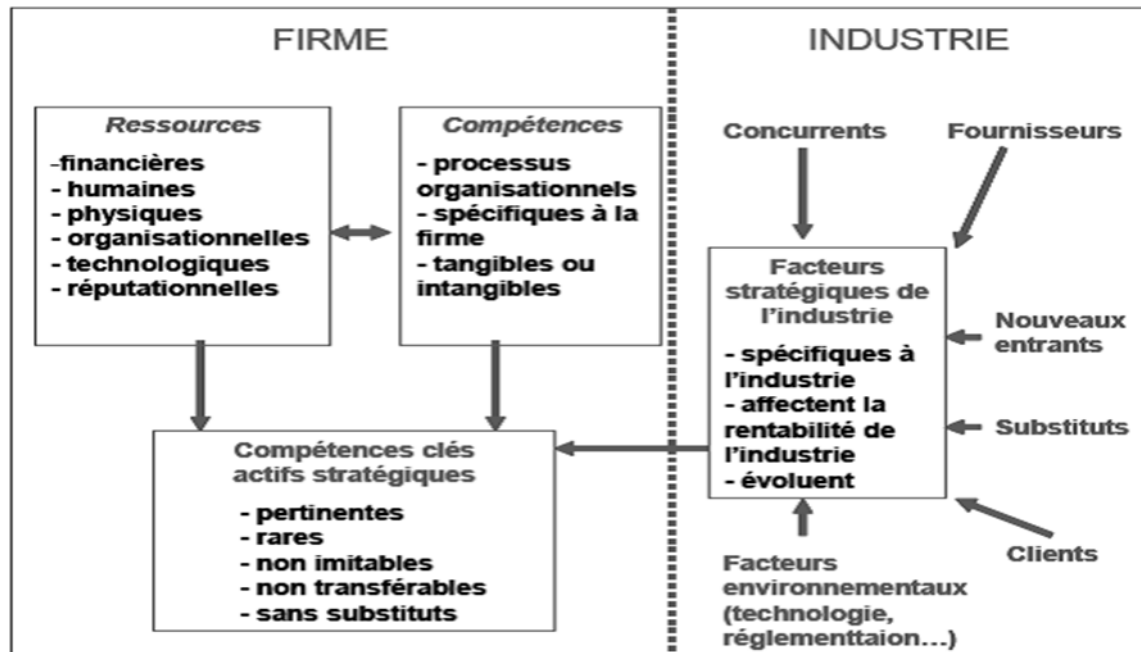 FIRME
INDUSTRIE
Ressources
-financières
- humaines
- physiques
- organisationnelles
- technologiques
- réputationnelles
Compétences
- processus
organisationnels
- spécifiques à la
firme
- tangibles ou
intangibles
Compétences clés
actifs stratégiques
- pertinentes
- rares
- non imitables
- non transférables
- sans substituts
Concurrents
Fournisseurs
Facteurs
stratégiques de
l'industrie
- spécifiques à
l'industrie
- affectent la
rentabilité de
l'industrie
- évoluent
Nouveaux
entrants
Substituts
Clients
Facteurs
environnementaux
(technologie,
réglementtaion...)